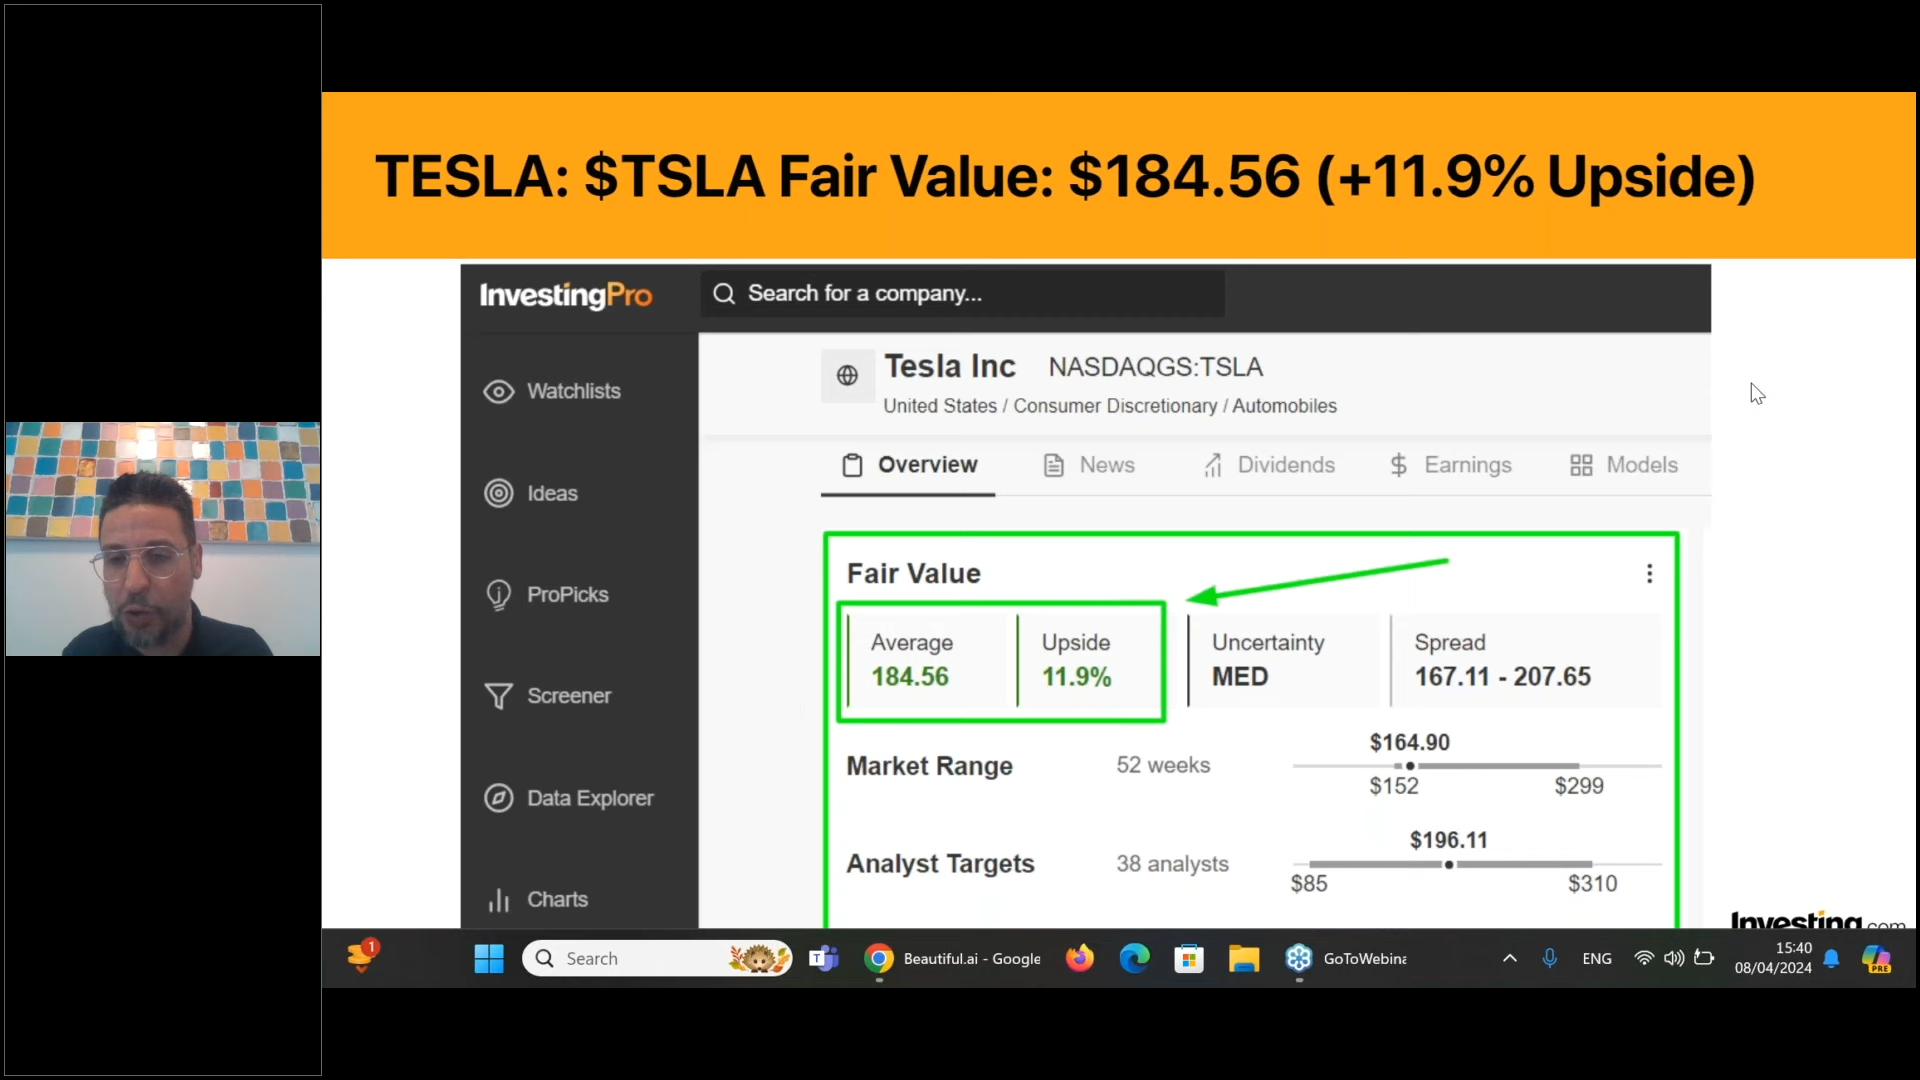 TESLA: $TSLA Fair Value: $184.56 (+11.9% Upside)
InvestingPro
Search for a company...
Watchlists
Ideas
ProPicks
Screener
Data Explorer
Charts
Tesla Inc NASDAQGS:TSLA
United States / Consumer Discretionary / Automobiles
Overview News Dividends Earnings Models
Fair Value
Average Upside Uncertainty Spread
184.56 11.9% MED 167.11 - 207.65
$164.90
Market Range 52 weeks
$152 $299
$196.11
Analyst Targets 38 analysts
$85 $310
Investing.com
1
Search
Beautiful.ai - Google
GoToWebina
ENG
15:40
08/04/2024
PRE